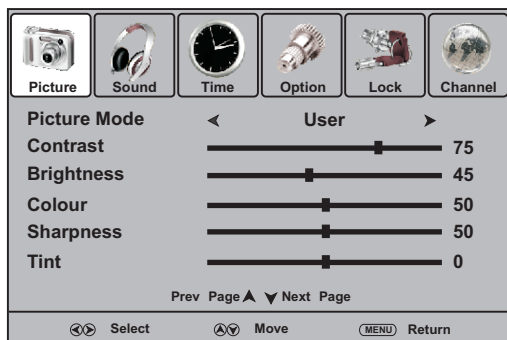 Picture Sound Time Option Lock Channel
Picture Mode User
Contrast 75
Brightness 45
Colour 50
Sharpness 50
Tint 0
Prev Page Next Page
Select Move MENU Return